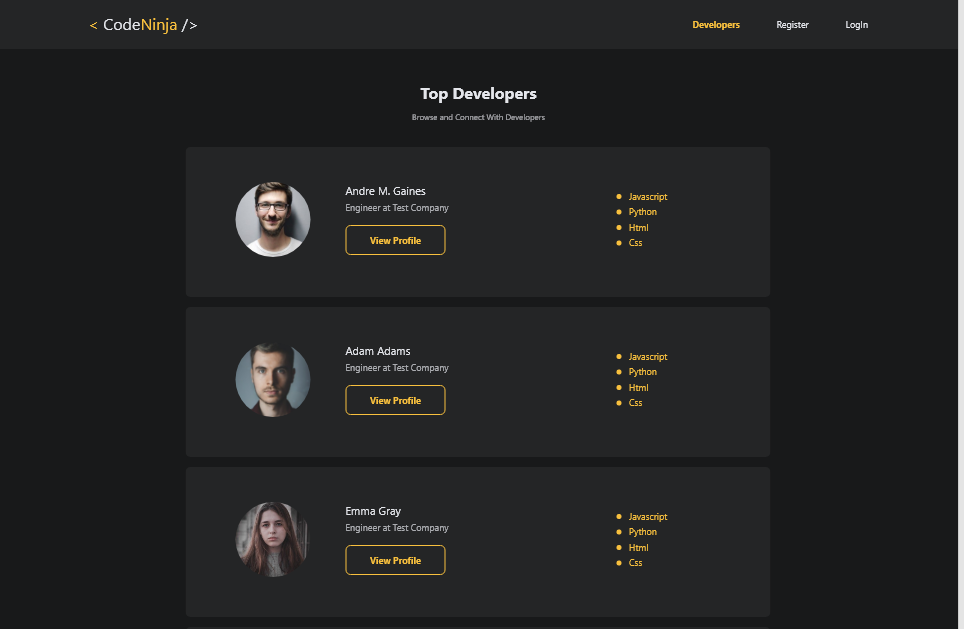 < CodeNinja />
Developers
Register
LogIn
Top Developers
Browse and Connect With Developers
Andre M. Gaines
Engineer at Test Company
View Profile
Javascript
Python
Html
Css
Adam Adams
Engineer at Test Company
View Profile
Javascript
Python
Html
Css
Emma Gray
Engineer at Test Company
View Profile
Javascript
Python
Html
Css